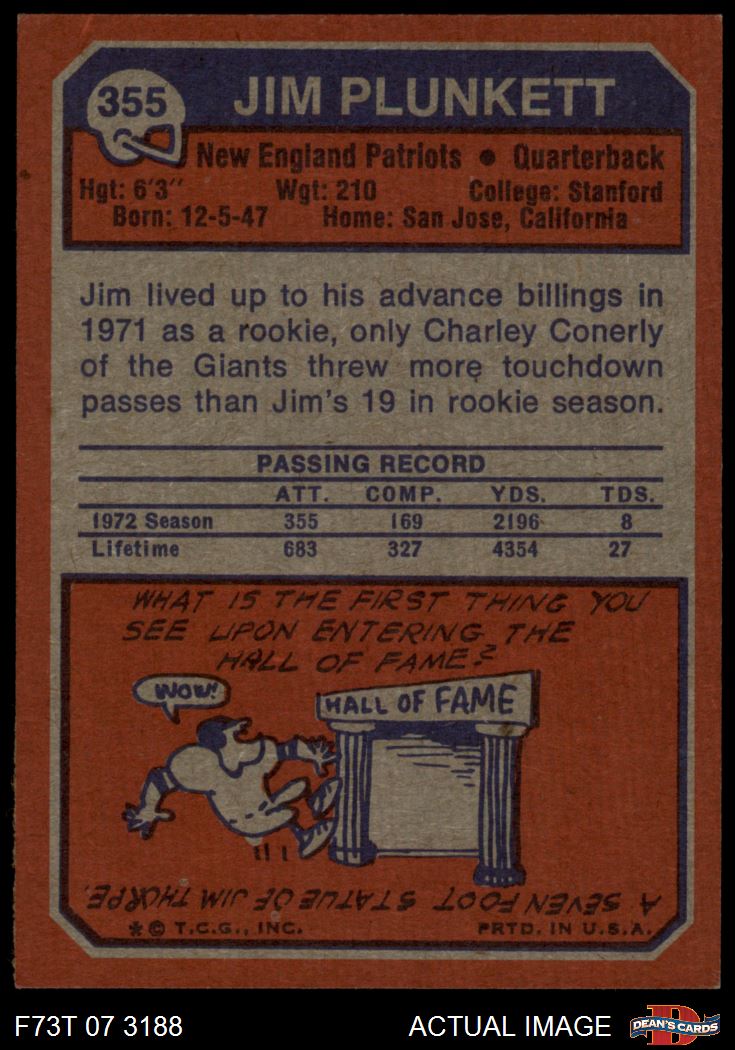 355
JIM PLUNKETT
New England Patriots • Quarterback
Hgt: 6'3" Wgt: 210 College: Stanford
Born: 12-5-47 Home: San Jose, California
Jim lived up to his advance billings in
1971 as a rookie, only Charley Conerly
of the Giants threw more touchdown
passes than Jim's 19 in rookie season.
PASSING RECORD
ATT. COMP. YDS. TDS.
1972 Season 355 169 2196 8
Lifetime 683 327 4354 27
WHAT IS THE FIRST THING YOU
SEE UPON ENTERING THE
HALL OF FAME?
WOW!
HALL OF FAME
A SEVEN FOOT STATUE OF JIM THORPE.
*© T.C.G., INC. PRTD. IN U.S.A.
F73T 07 3188 ACTUAL IMAGE
DEAN'S CARDS